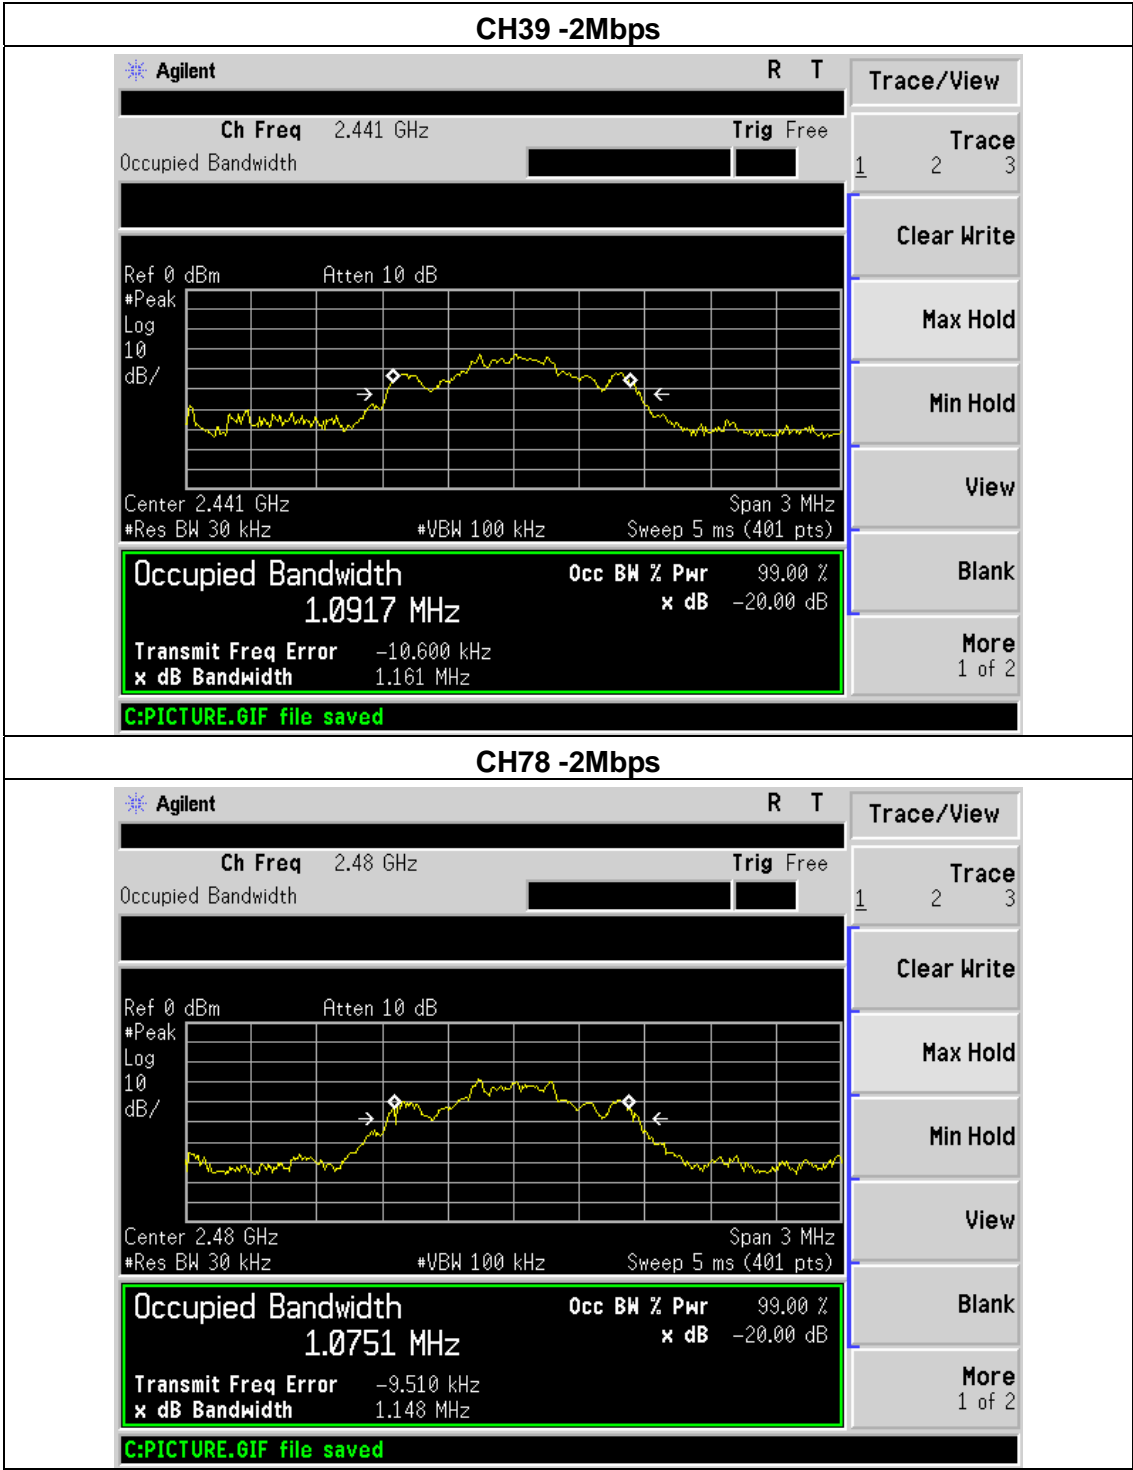 CH39 -2Mbps
Agilent R T
Trace/View
Ch Freq 2.441 GHz Trig Free
Occupied Bandwidth
Trace
1 2 3
Clear Write
Max Hold
Min Hold
View
Blank
More
1 of 2
Ref 0 dBm Atten 10 dB
#Peak
Log
10
dB/
Center 2.441 GHz Span 3 MHz
#Res BW 30 kHz #VBW 100 kHz Sweep 5 ms (401 pts)
Occupied Bandwidth Occ BW % Pwr 99.00 %
1.0917 MHz x dB -20.00 dB
Transmit Freq Error -10.600 kHz
x dB Bandwidth 1.161 MHz
C:PICTURE.GIF file saved
CH78 -2Mbps
Agilent R T
Trace/View
Ch Freq 2.48 GHz Trig Free
Occupied Bandwidth
Trace
1 2 3
Clear Write
Max Hold
Min Hold
View
Blank
More
1 of 2
Ref 0 dBm Atten 10 dB
#Peak
Log
10
dB/
Center 2.48 GHz Span 3 MHz
#Res BW 30 kHz #VBW 100 kHz Sweep 5 ms (401 pts)
Occupied Bandwidth Occ BW % Pwr 99.00 %
1.0751 MHz x dB -20.00 dB
Transmit Freq Error -9.510 kHz
x dB Bandwidth 1.148 MHz
C:PICTURE.GIF file saved